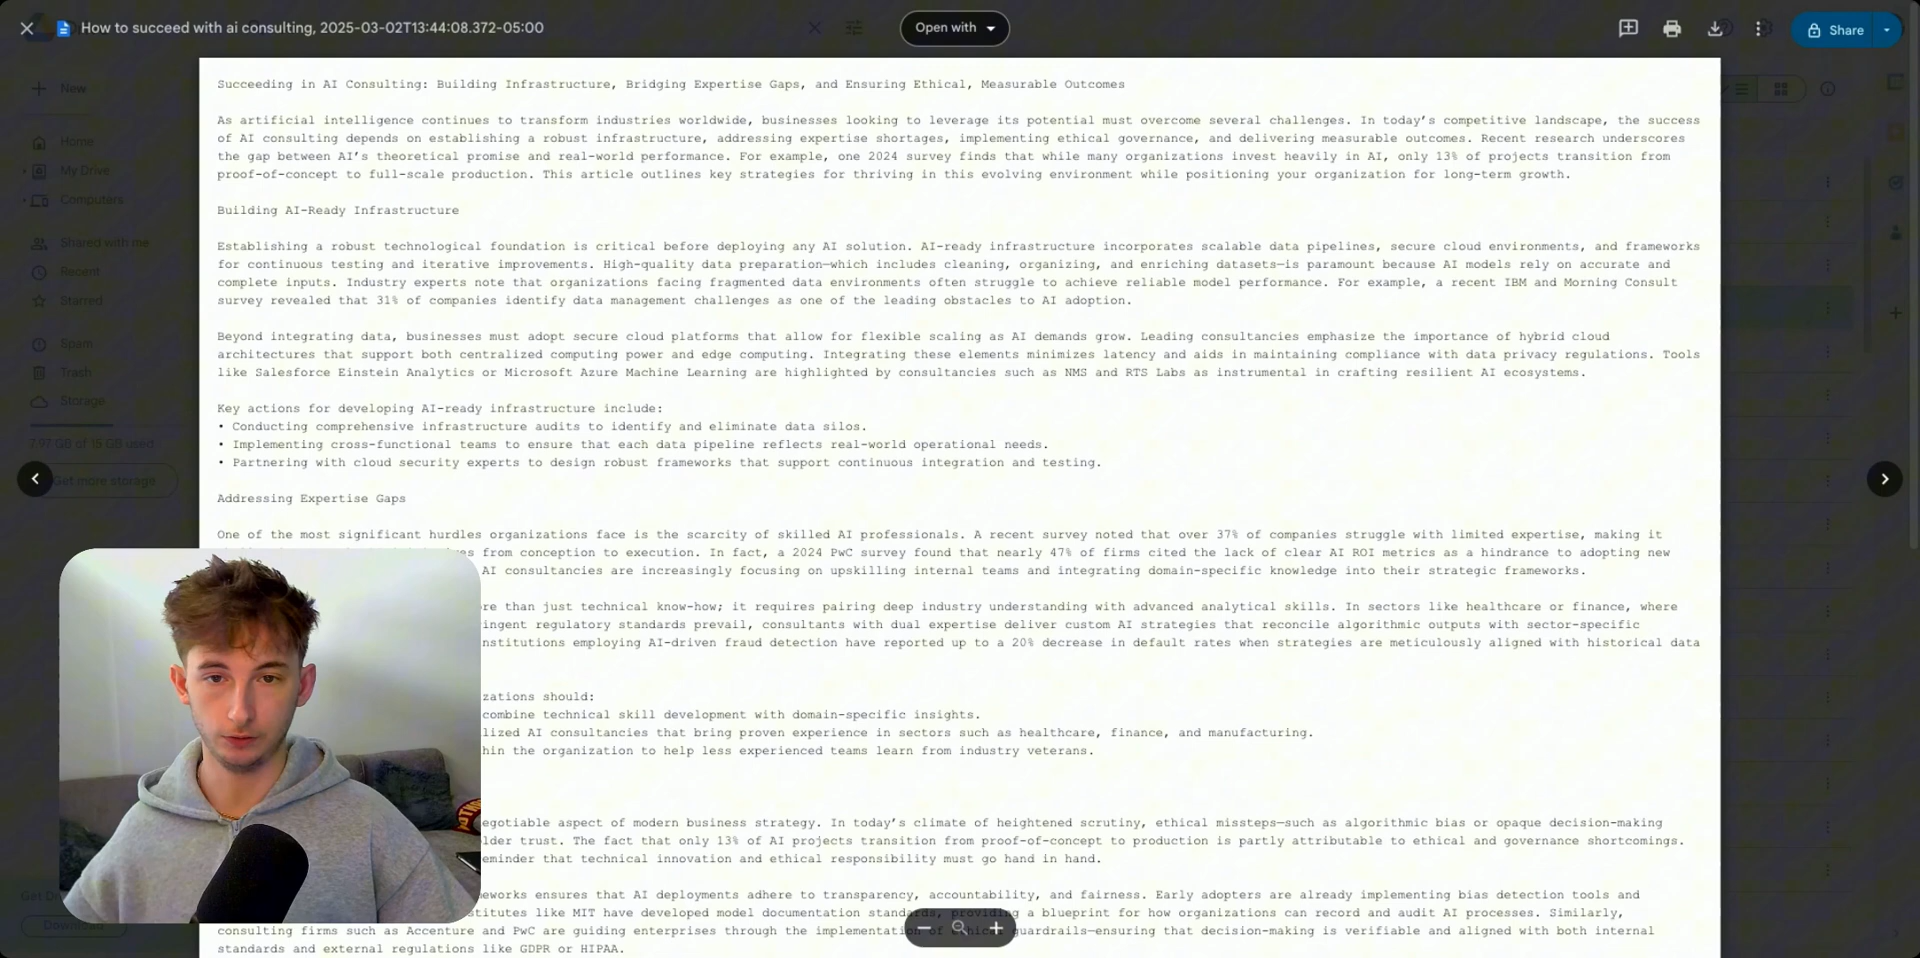 How to succeed with ai consulting, 2025-03-02T13:44:08.372-05:00
Open with
Share
New
Home
My Drive
Computers
Shared with me
Recent
Starred
Spam
Trash
Storage
7.97 GB of 15 GB used
Get more storage
Succeeding in AI Consulting: Building Infrastructure, Bridging Expertise Gaps, and Ensuring Ethical, Measurable Outcomes
As artificial intelligence continues to transform industries worldwide, businesses looking to leverage its potential must overcome several challenges. In today's competitive landscape, the success
of AI consulting depends on establishing a robust infrastructure, addressing expertise shortages, implementing ethical governance, and delivering measurable outcomes. Recent research underscores
the gap between AI's theoretical promise and real-world performance. For example, one 2024 survey finds that while many organizations invest heavily in AI, only 13% of projects transition from
proof-of-concept to full-scale production. This article outlines key strategies for thriving in this evolving environment while positioning your organization for long-term growth.
Building AI-Ready Infrastructure
Establishing a robust technological foundation is critical before deploying any AI solution. AI-ready infrastructure incorporates scalable data pipelines, secure cloud environments, and frameworks
for continuous testing and iterative improvements. High-quality data preparation—which includes cleaning, organizing, and enriching datasets—is paramount because AI models rely on accurate and
complete inputs. Industry experts note that organizations facing fragmented data environments often struggle to achieve reliable model performance. For example, a recent IBM and Morning Consult
survey revealed that 31% of companies identify data management challenges as one of the leading obstacles to AI adoption.
Beyond integrating data, businesses must adopt secure cloud platforms that allow for flexible scaling as AI demands grow. Leading consultancies emphasize the importance of hybrid cloud
architectures that support both centralized computing power and edge computing. Integrating these elements minimizes latency and aids in maintaining compliance with data privacy regulations. Tools
like Salesforce Einstein Analytics or Microsoft Azure Machine Learning are highlighted by consultancies such as NMS and RTS Labs as instrumental in crafting resilient AI ecosystems.
Key actions for developing AI-ready infrastructure include:
• Conducting comprehensive infrastructure audits to identify and eliminate data silos.
• Implementing cross-functional teams to ensure that each data pipeline reflects real-world operational needs.
• Partnering with cloud security experts to design robust frameworks that support continuous integration and testing.
Addressing Expertise Gaps
One of the most significant hurdles organizations face is the scarcity of skilled AI professionals. A recent survey noted that over 37% of companies struggle with limited expertise, making it
from conception to execution. In fact, a 2024 PwC survey found that nearly 47% of firms cited the lack of clear AI ROI metrics as a hindrance to adopting new
AI consultancies are increasingly focusing on upskilling internal teams and integrating domain-specific knowledge into their strategic frameworks.
re than just technical know-how; it requires pairing deep industry understanding with advanced analytical skills. In sectors like healthcare or finance, where
ingent regulatory standards prevail, consultants with dual expertise deliver custom AI strategies that reconcile algorithmic outputs with sector-specific
nstitutions employing AI-driven fraud detection have reported up to a 20% decrease in default rates when strategies are meticulously aligned with historical data
zations should:
combine technical skill development with domain-specific insights.
lized AI consultancies that bring proven experience in sectors such as healthcare, finance, and manufacturing.
hin the organization to help less experienced teams learn from industry veterans.
egotiable aspect of modern business strategy. In today's climate of heightened scrutiny, ethical missteps—such as algorithmic bias or opaque decision-making
lder trust. The fact that only 13% of AI projects transition from proof-of-concept to production is partly attributable to ethical and governance shortcomings.
eminder that technical innovation and ethical responsibility must go hand in hand.
eworks ensures that AI deployments adhere to transparency, accountability, and fairness. Early adopters are already implementing bias detection tools and
stitutes like MIT have developed model documentation standards, providing a blueprint for how organizations can record and audit AI processes. Similarly,
consulting firms such as Accenture and PwC are guiding enterprises through the implementation of ethical guardrails—ensuring that decision-making is verifiable and aligned with both internal
standards and external regulations like GDPR or HIPAA.
Download